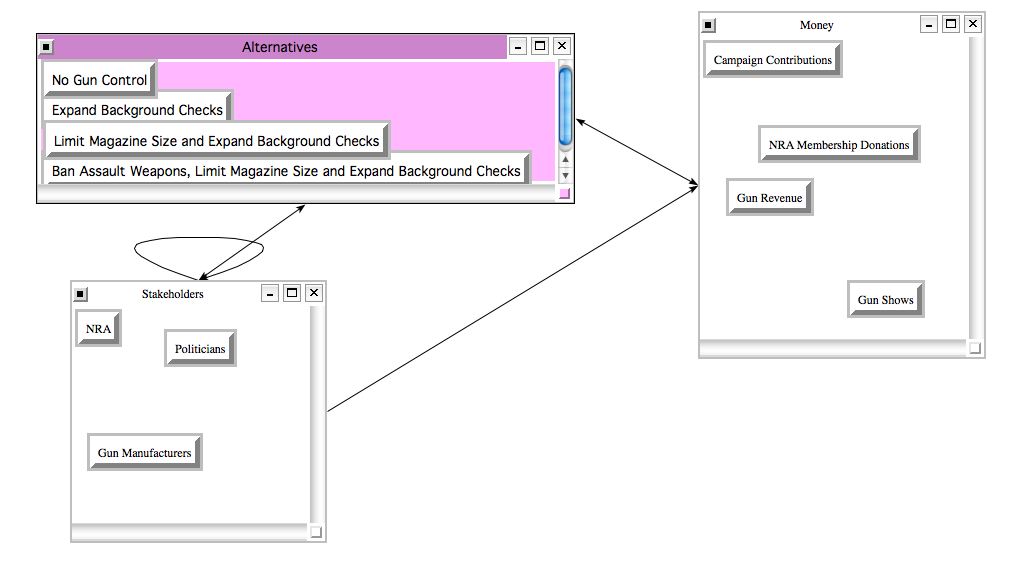 Alternatives
No Gun Control
Expand Background Checks
Limit Magazine Size and Expand Background Checks
Ban Assault Weapons, Limit Magazine Size and Expand Background Checks
Money
Campaign Contributions
NRA Membership Donations
Gun Revenue
Gun Shows
Stakeholders
NRA
Politicians
Gun Manufacturers